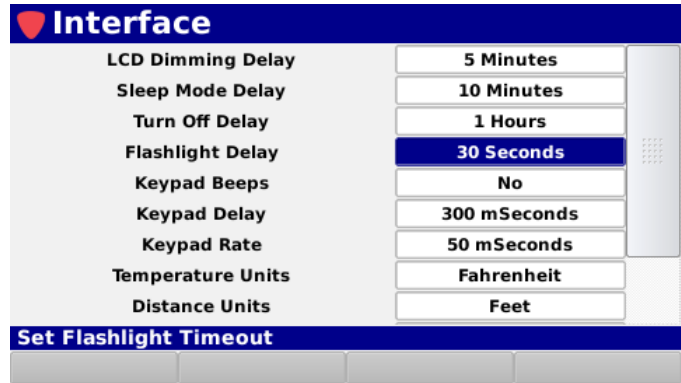 Interface
LCD Dimming Delay 5 Minutes
Sleep Mode Delay 10 Minutes
Turn Off Delay 1 Hours
Flashlight Delay 30 Seconds
Keypad Beeps No
Keypad Delay 300 mSeconds
Keypad Rate 50 mSeconds
Temperature Units Fahrenheit
Distance Units Feet
Set Flashlight Timeout